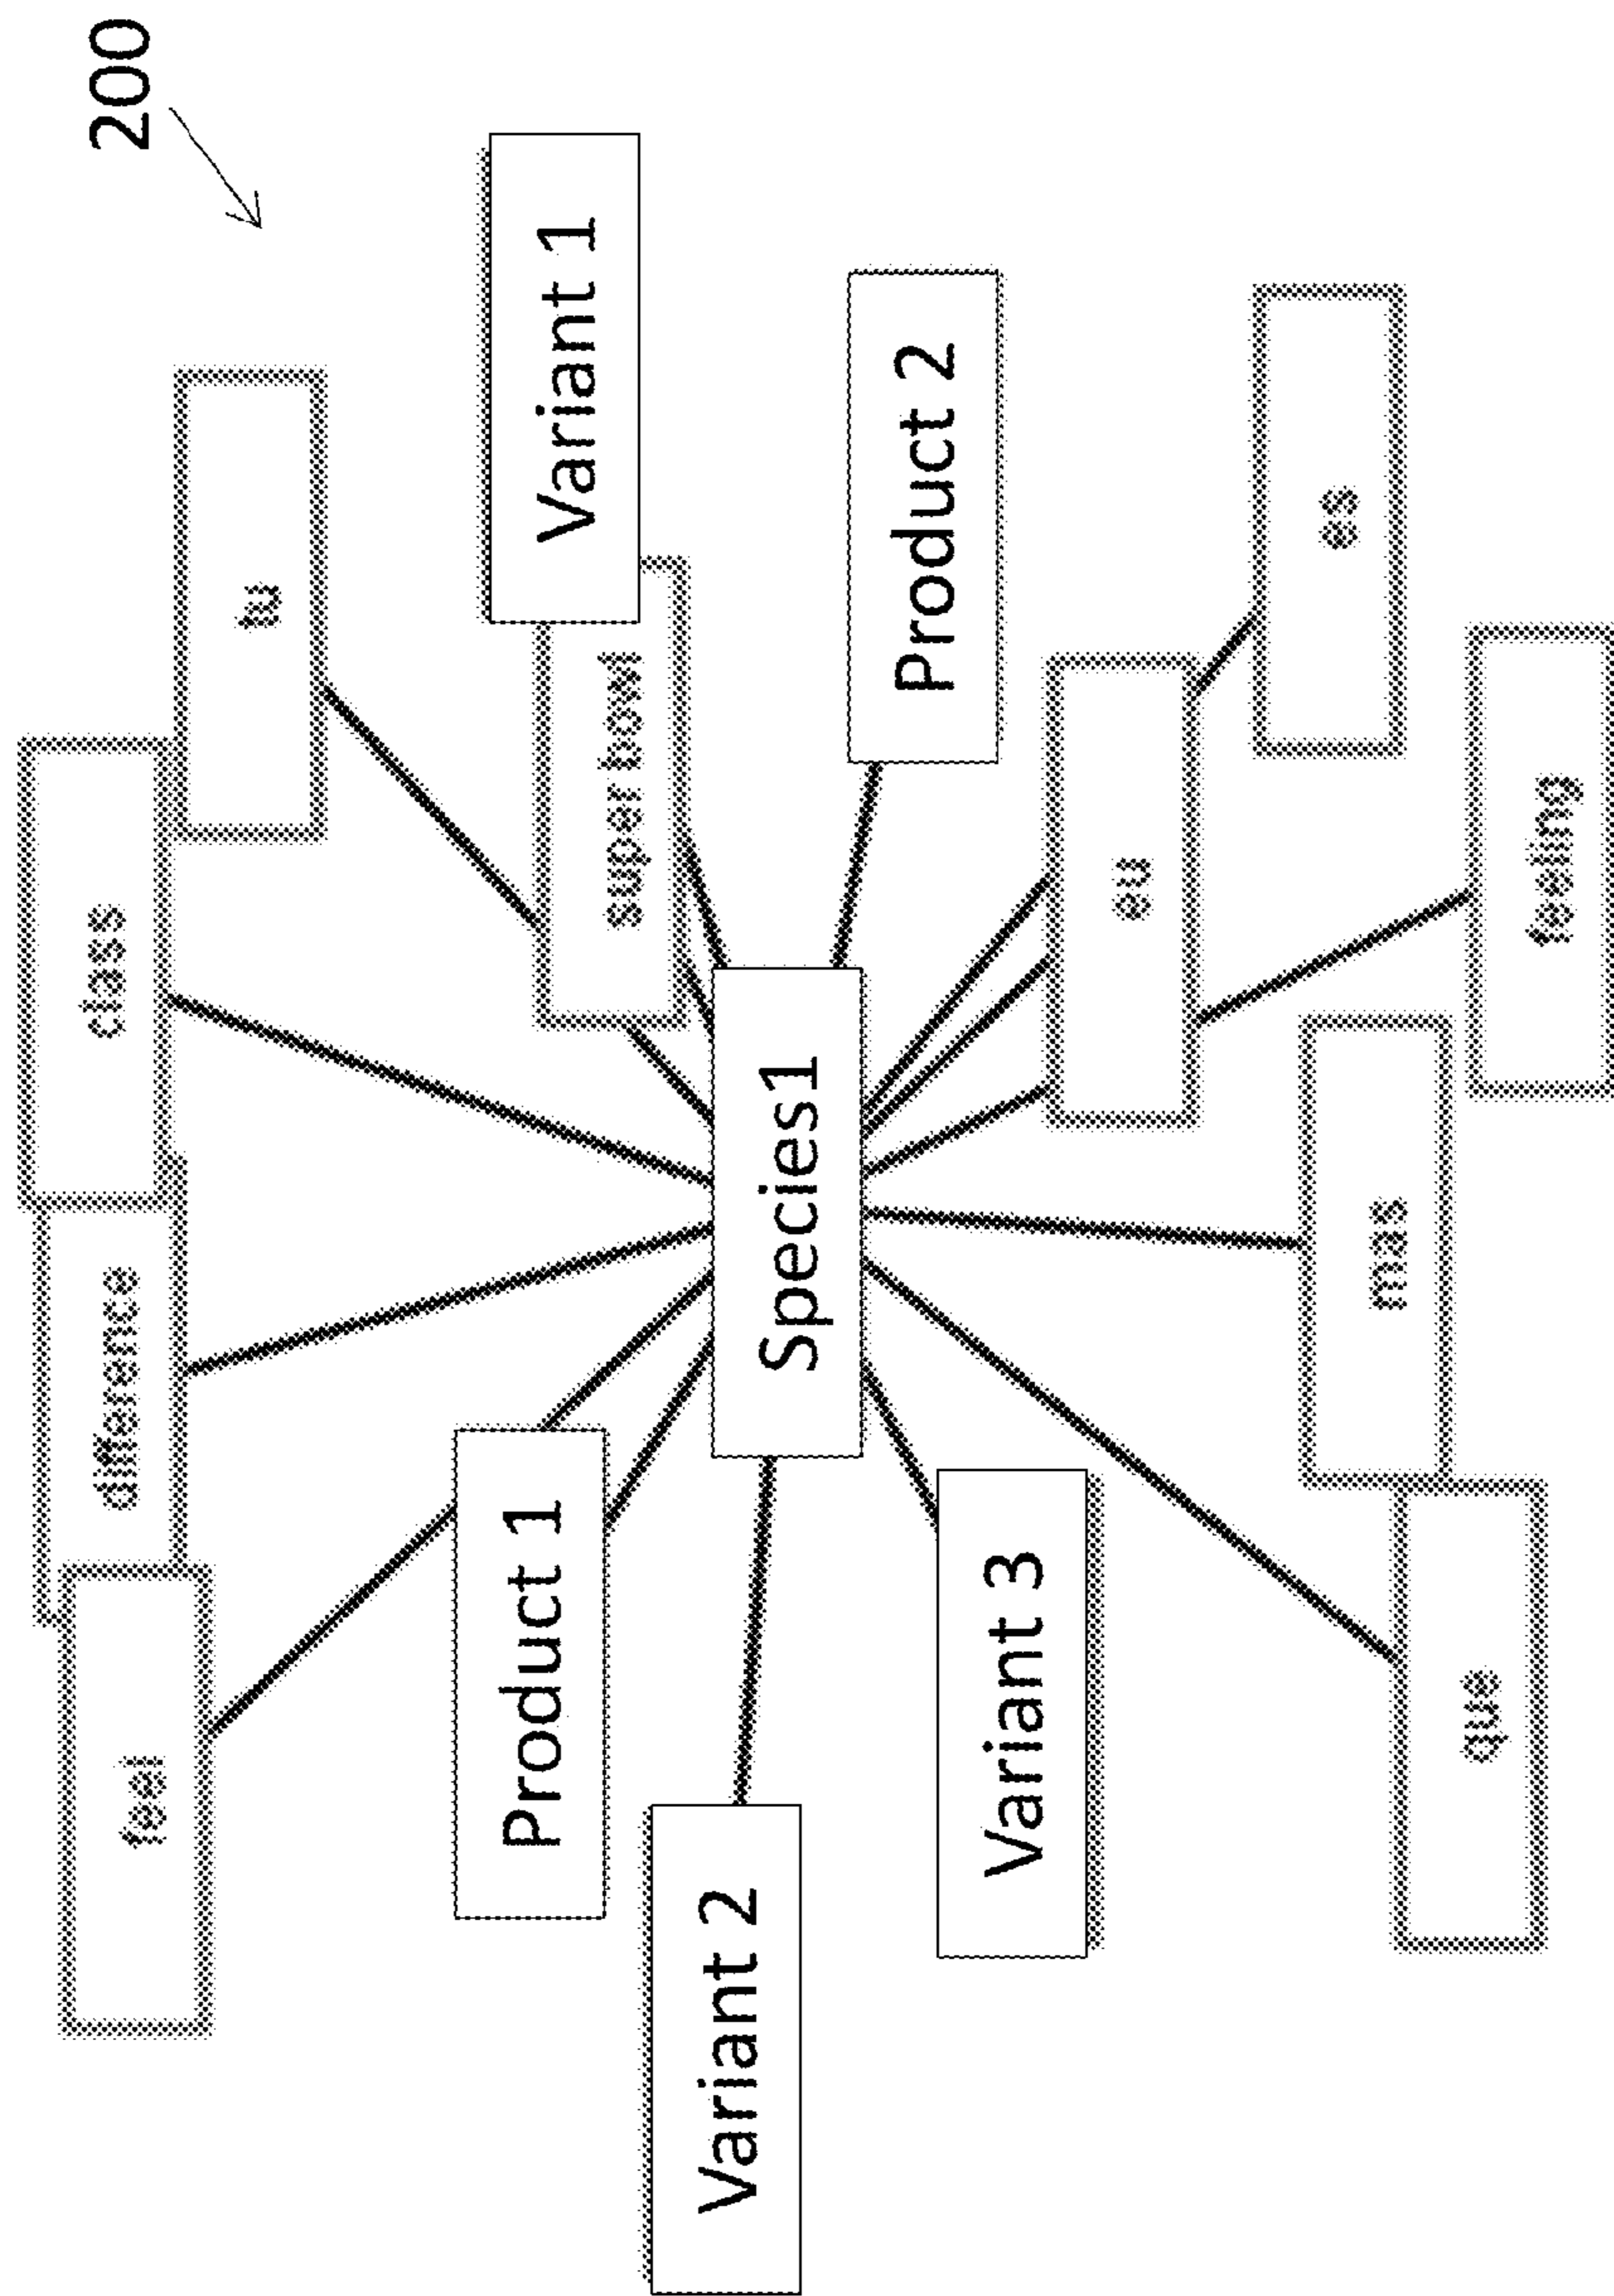 200
feel
difference
class
tu
Product 1
Variant 1
super bowl
Variant 2
Species1
Product 2
Variant 3
eu
es
mas
que
feeling